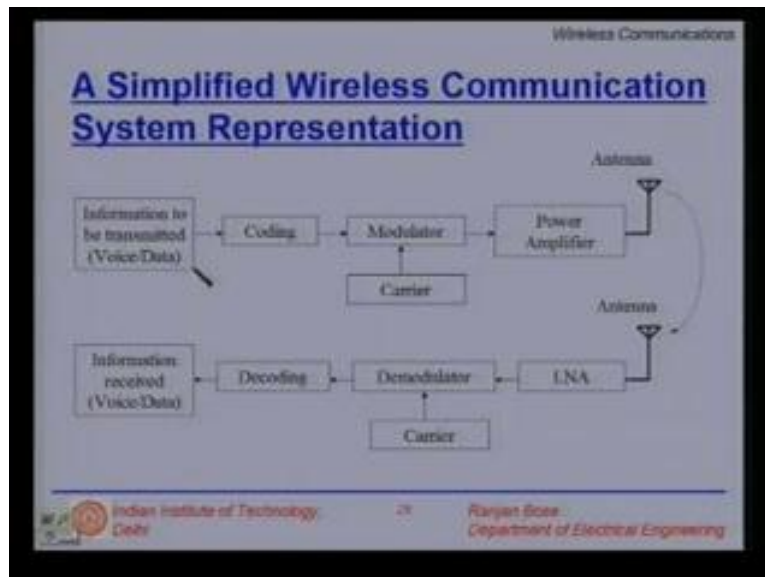 Wireless Communications
A Simplified Wireless Communication
System Representation
Antenna
Information to
be transmitted
(Voice/Data)
Coding
Modulator
Power
Amplifier
Carrier
Antenna
Information
received
(Voice/Data)
Decoding
Demodulator
LNA
Carrier
Indian Institute of Technology,
Delhi
Ranjan Bose
Department of Electrical Engineering